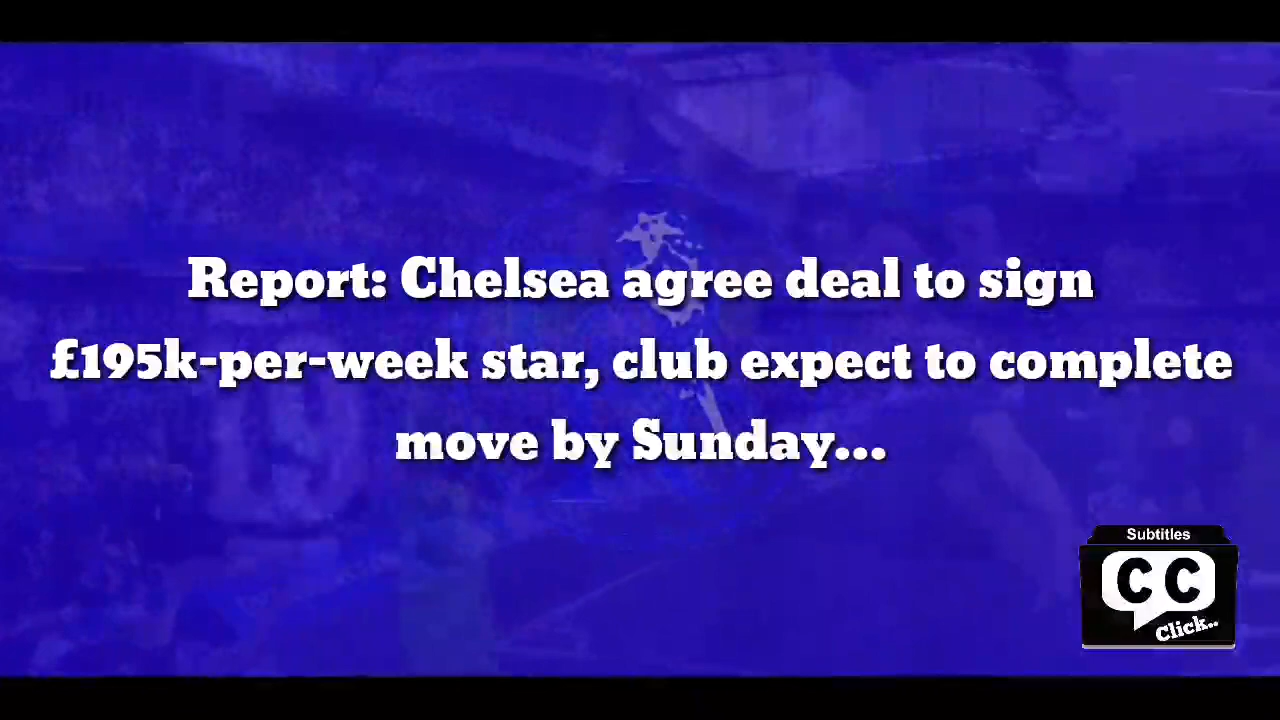 Report: Chelsea agree deal to sign
£195k-per-week star, club expect to complete
move by Sunday...
Subtitles
CC
Click..